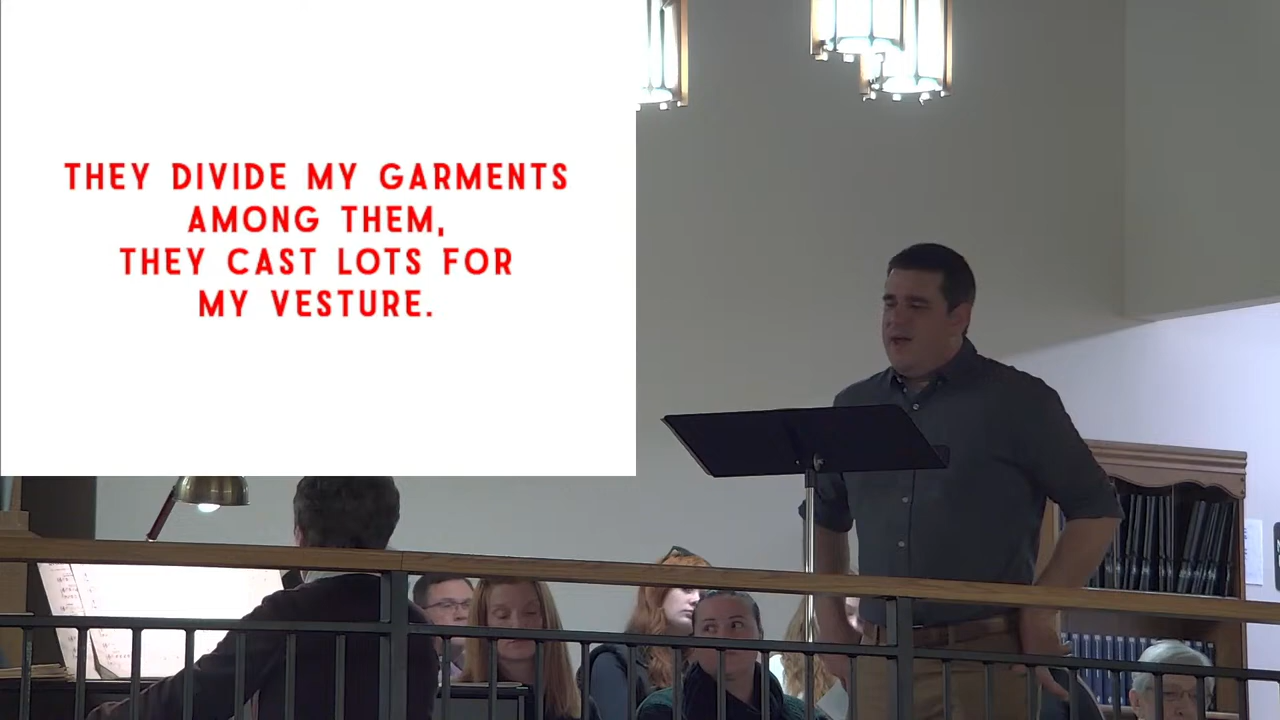 THEY DIVIDE MY GARMENTS
AMONG THEM,
THEY CAST LOTS FOR
MY VESTURE.